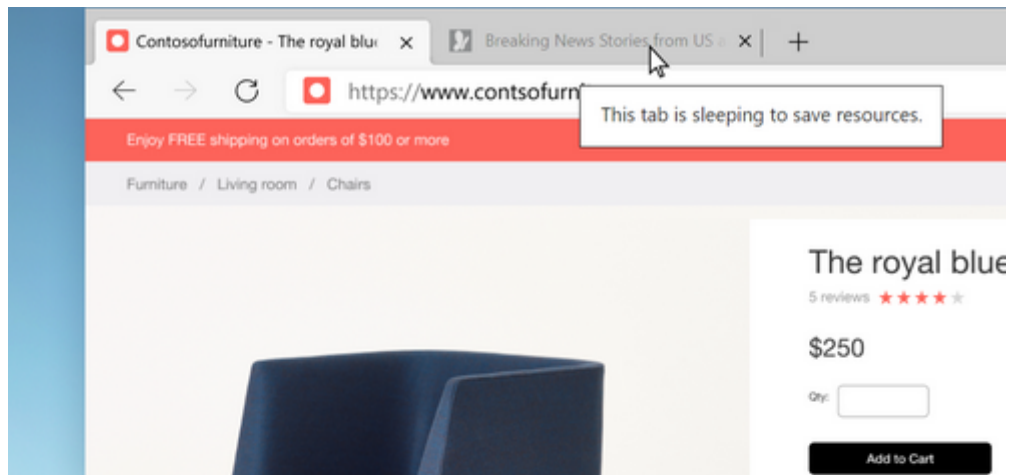 Contosofurniture - The royal blu
Breaking News Stories from US
https://www.contsofurn
This tab is sleeping to save resources.
Enjoy FREE shipping on orders of $100 or more
Furniture / Living room / Chairs
The royal blue
5 reviews
$250
Qty:
Add to Cart